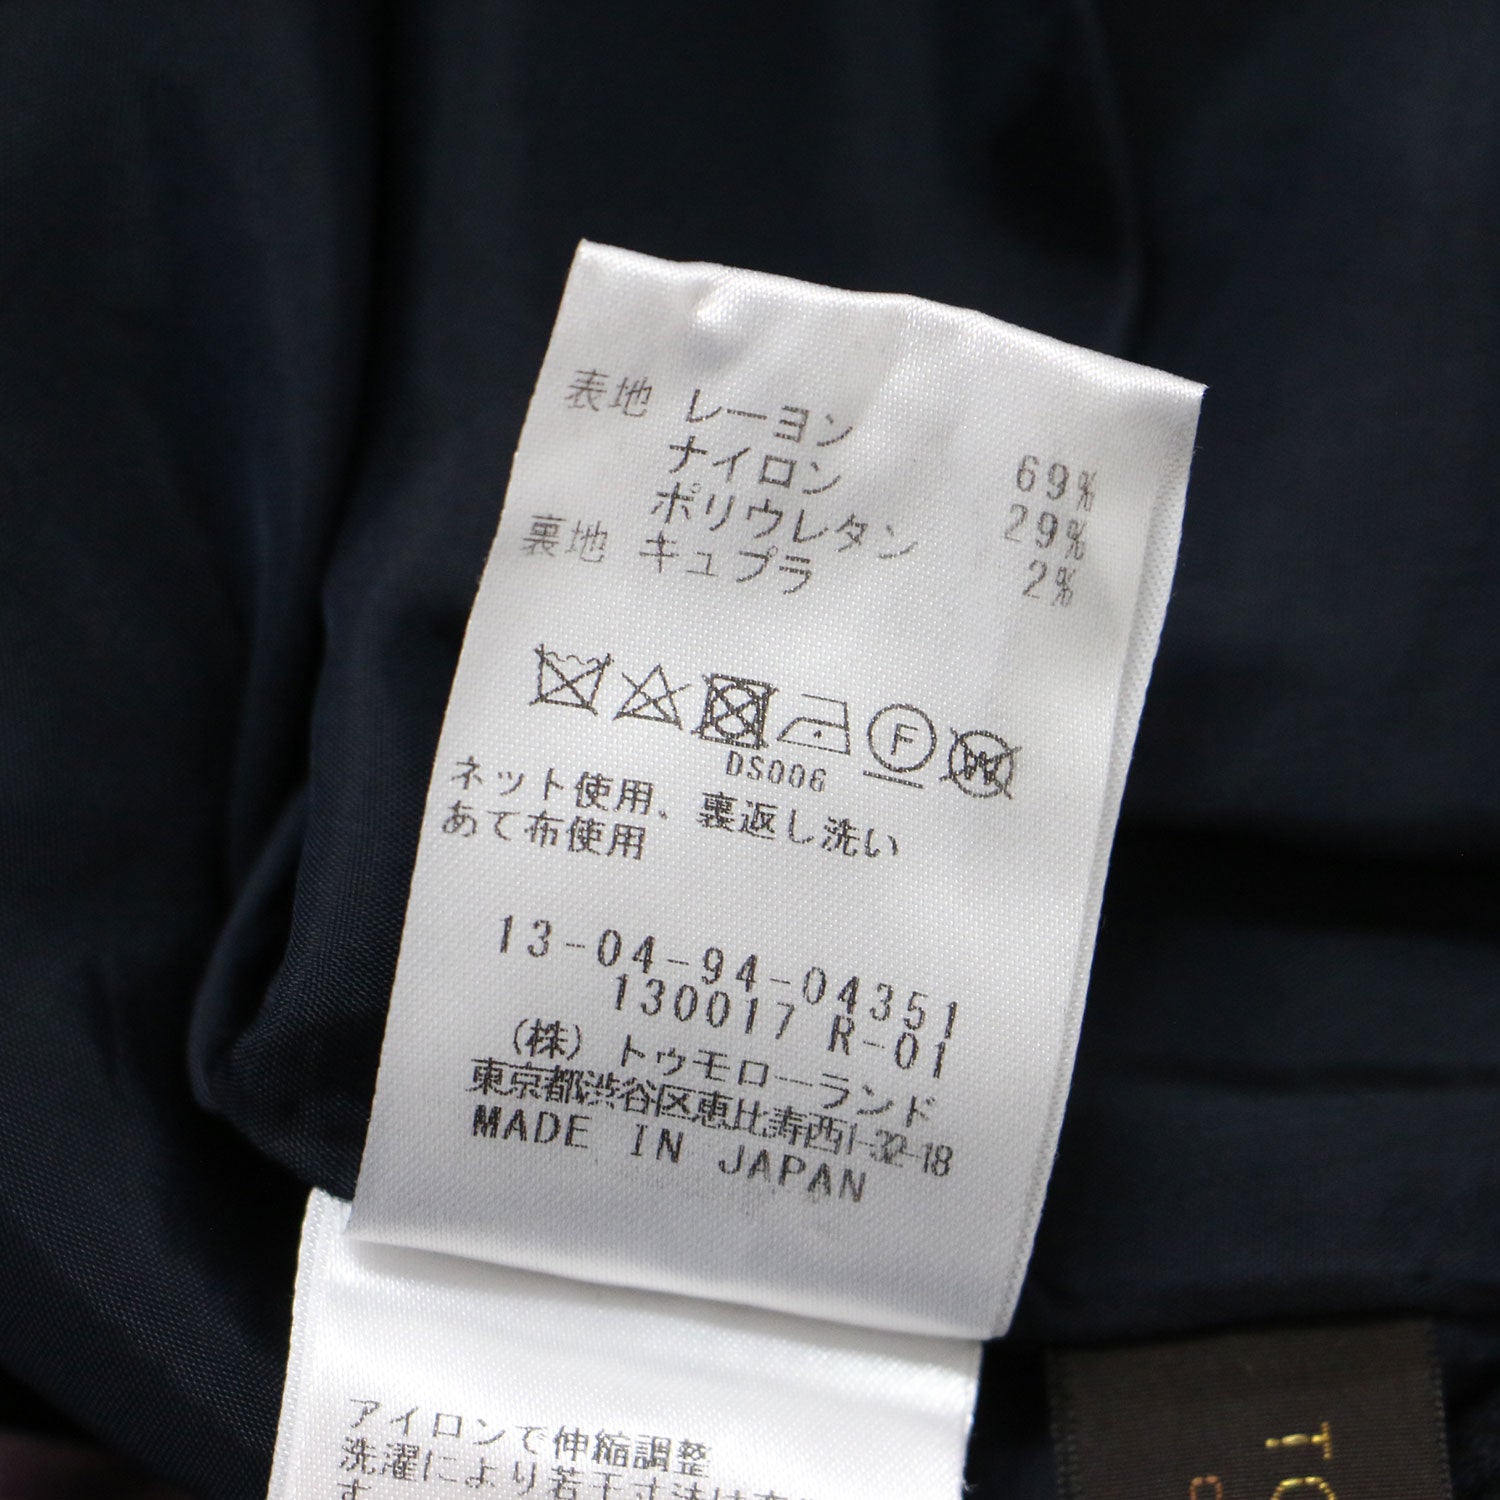 表地 レーヨン 69%
ナイロン 29%
ポリウレタン 2%
裏地 キュプラ
F W
DS006
ネット使用、裏返し洗い
あて布使用
13-04-94-04351
130017 R-01
(株) トゥモローランド
東京都渋谷区恵比寿西1-32-18
MADE IN JAPAN
アイロンで伸縮調整
洗濯により若干寸法は
す
TO